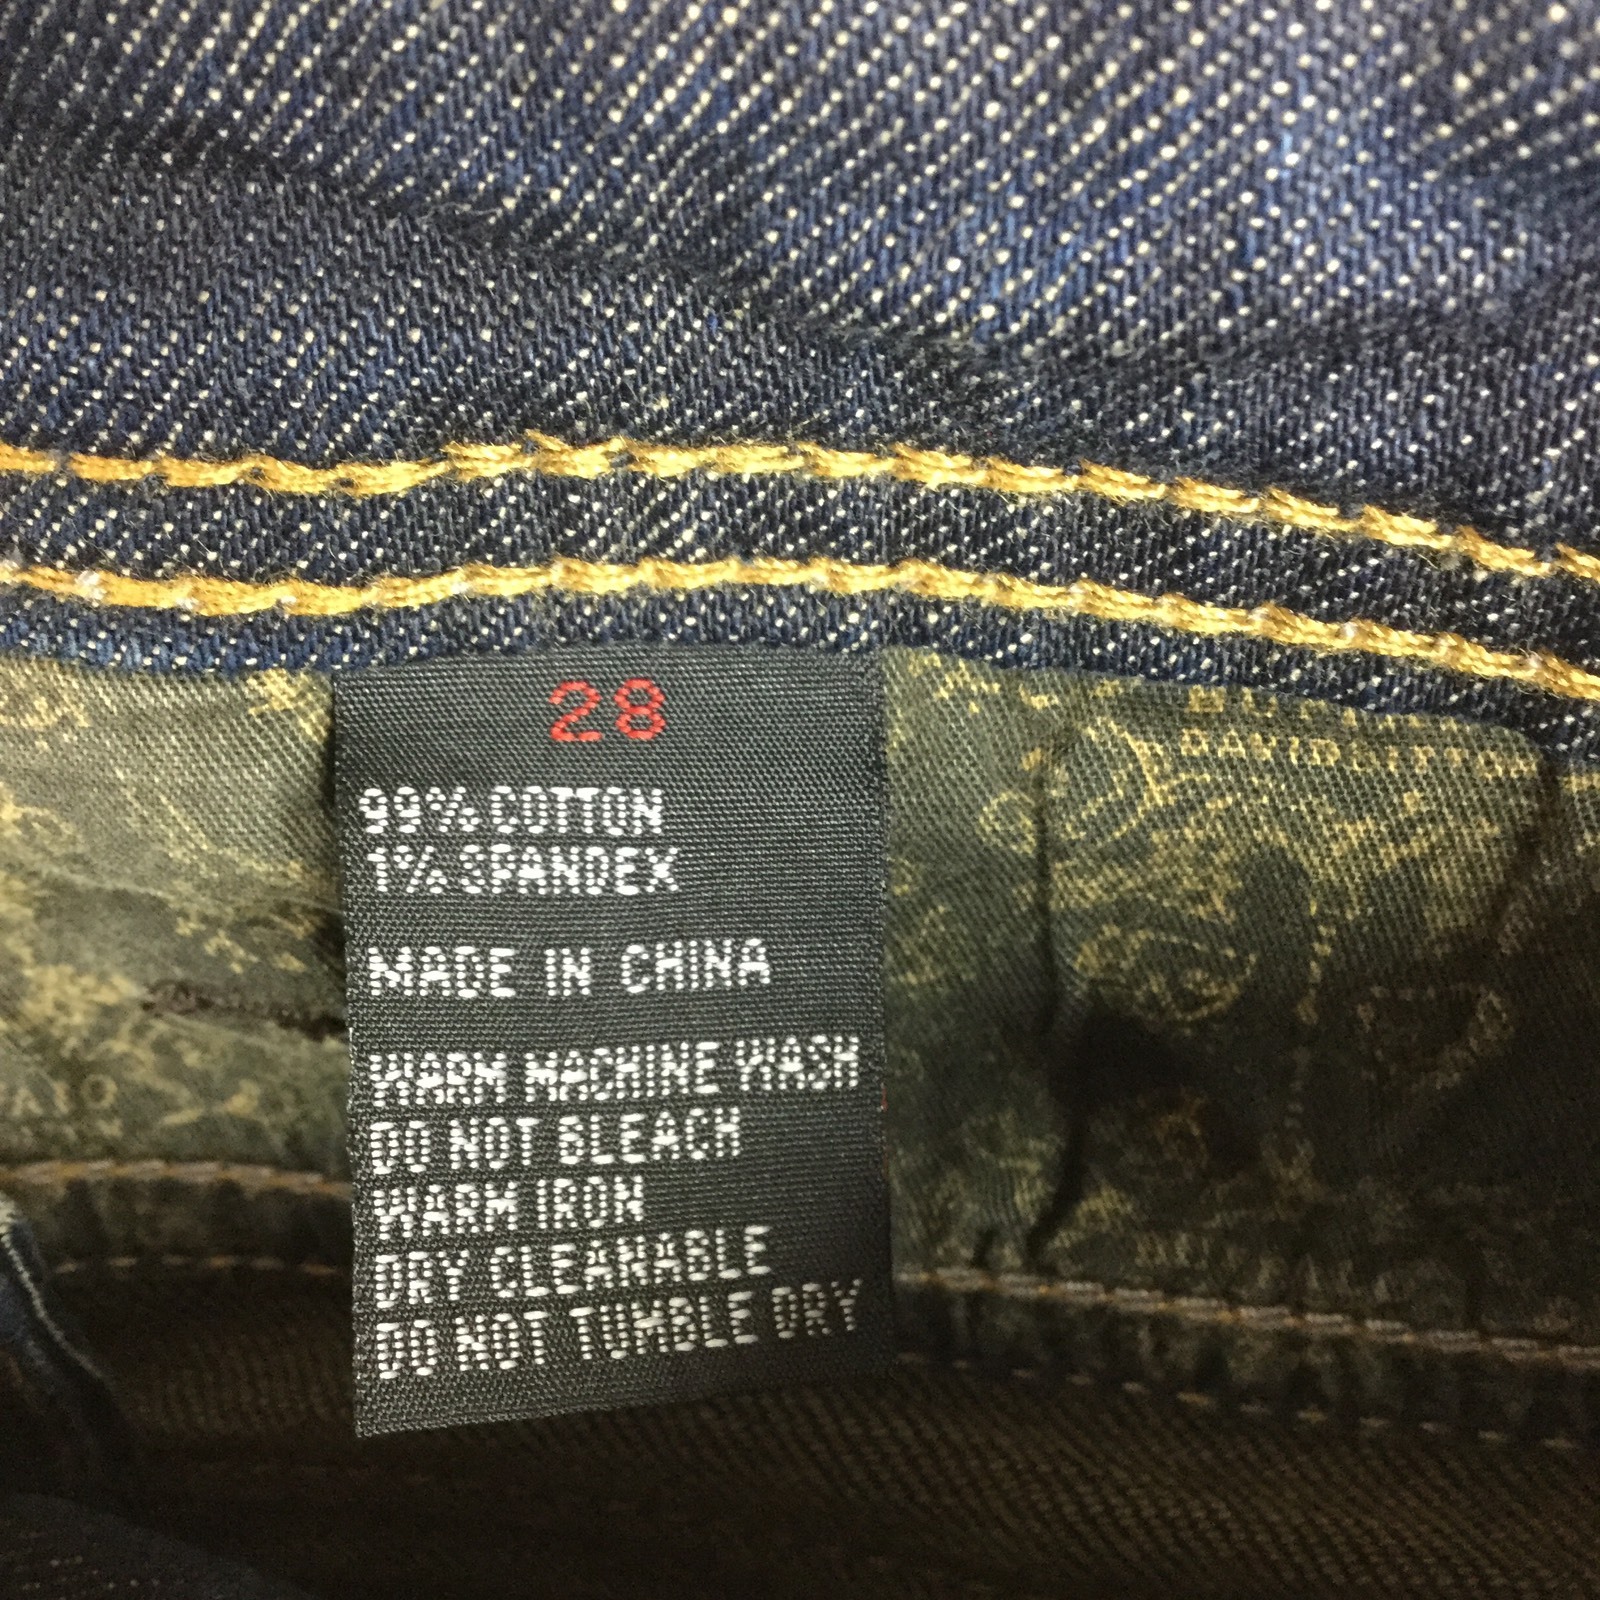 28
99% COTTON
1% SPANDEX
MADE IN CHINA
WARM MACHINE WASH
DO NOT BLEACH
WARM IRON
DRY CLEANABLE
DO NOT TUMBLE DRY